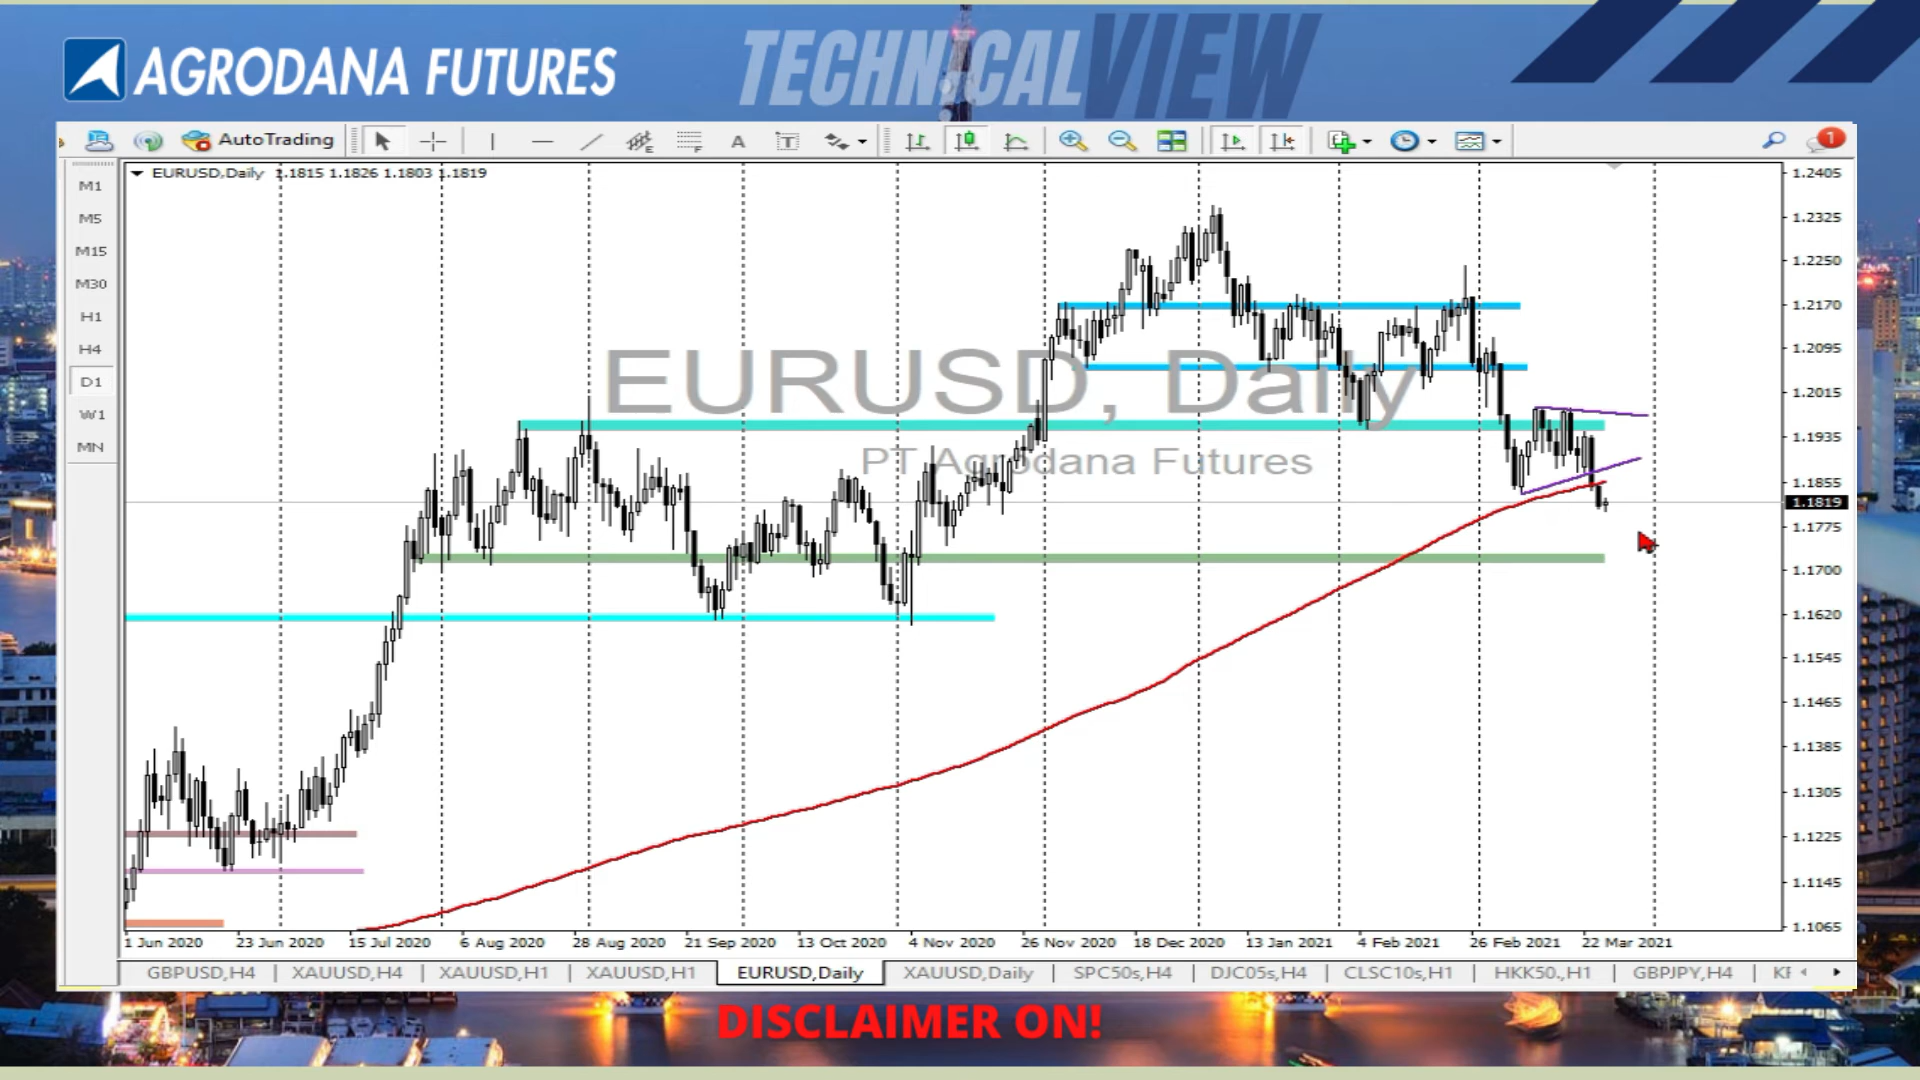 AGRODANA FUTURES
TECHNICAL VIEW
AutoTrading
A
T
1
M1
M5
M15
M30
H1
H4
D1
W1
MN
EURUSD,Daily 1.1815 1.1826 1.1803 1.1819
EURUSD, Daily
PT Agrodana Futures
1.2405
1.2325
1.2250
1.2170
1.2095
1.2015
1.1935
1.1855
1.1819
1.1775
1.1700
1.1620
1.1545
1.1465
1.1385
1.1305
1.1225
1.1145
1.1065
1 Jun 2020 23 Jun 2020 15 Jul 2020 6 Aug 2020 28 Aug 2020 21 Sep 2020 13 Oct 2020 4 Nov 2020 26 Nov 2020 18 Dec 2020 13 Jan 2021 4 Feb 2021 26 Feb 2021 22 Mar 2021
GBPUSD,H4 XAUUSD,H4 XAUUSD,H1 XAUUSD,H1 EURUSD,Daily XAUUSD,Daily SPC50s,H4 DJC05s,H4 CLSC10s,H1 HKK50.,H1 GBPJPY,H4
DISCLAIMER ON!